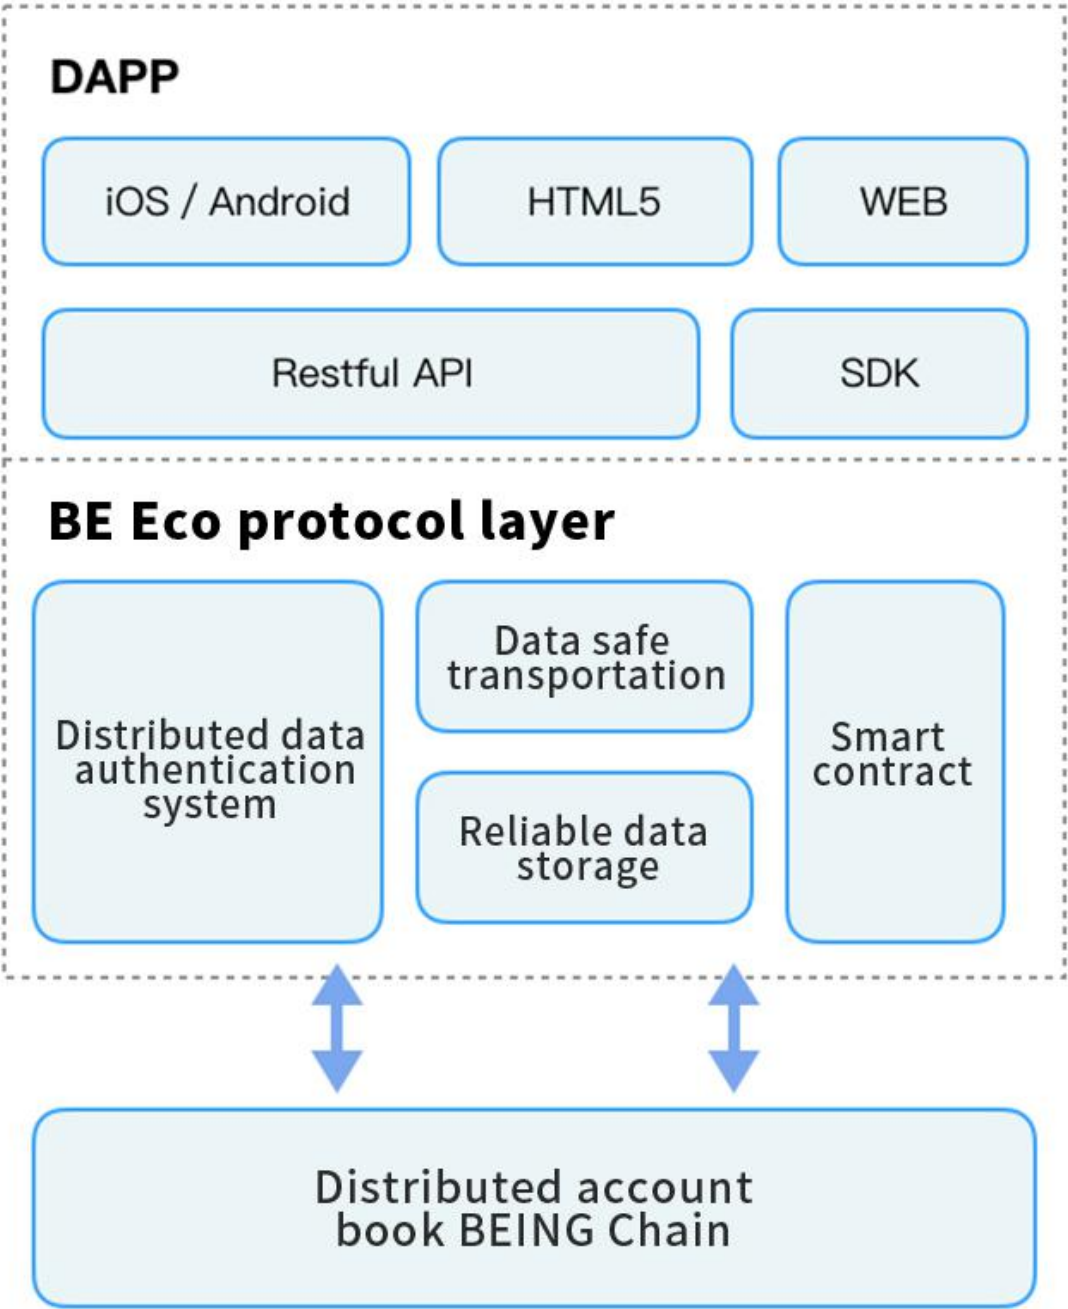 DAPP
iOS / Android
HTML5
WEB
Restful API
SDK
BE Eco protocol layer
Distributed data
authentication
system
Data safe
transportation
Reliable data
storage
Smart
contract
Distributed account
book BEING Chain